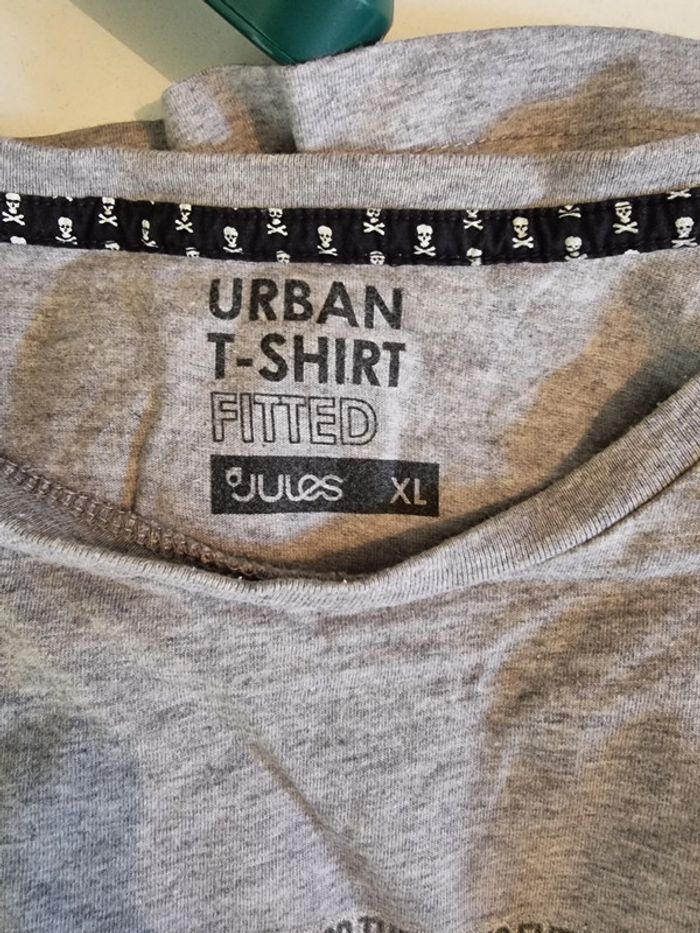 URBAN
T-SHIRT
FITTED
JULES XL